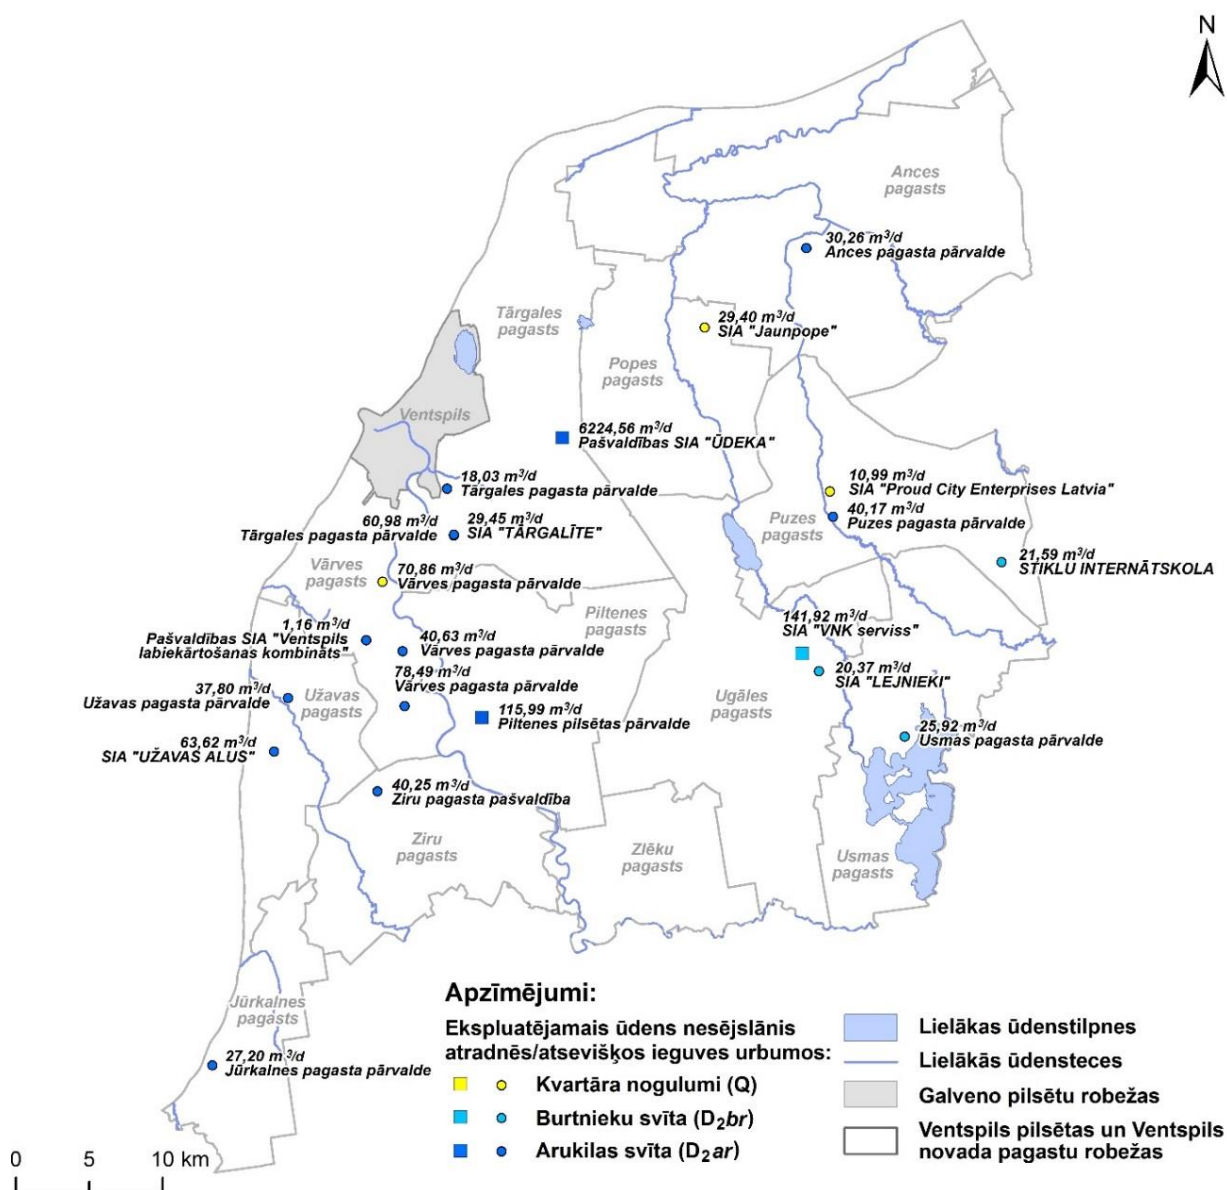 N
Ances
pagasts
30,26 m³/d
Ances pagasta pārvalde
Tārgales
pagasts
29,40 m³/d
SIA "Jaunpope"
Popes
pagasts
Ventspils
6224,56 m³/d
Pašvaldības SIA "ŪDEKA"
18,03 m³/d
Tārgales pagasta pārvalde
10,99 m³/d
SIA "Proud City Enterprises Latvia"
40,17 m³/d
Puzes pagasta pārvalde
Puzes
pagasts
60,98 m³/d
Tārgales pagasta pārvalde
29,45 m³/d
SIA "TĀRGALĪTE"
21,59 m³/d
STIKLU INTERNĀTSKOLA
Vārves
pagasts
70,86 m³/d
Vārves pagasta pārvalde
Piltenes
pagasts
141,92 m³/d
SIA "VNK serviss"
1,16 m³/d
Pašvaldības SIA "Ventspils
labiekārtošanas kombināts"
40,63 m³/d
Vārves pagasta pārvalde
20,37 m³/d
SIA "LEJNIEKI"
78,49 m³/d
Vārves pagasta pārvalde
37,80 m³/d
Užavas pagasta pārvalde
Užavas
pagasts
115,99 m³/d
Piltenes pilsētas pārvalde
Ugāles
pagasts
25,92 m³/d
Usmas pagasta pārvalde
63,62 m³/d
SIA "UŽAVAS ALUS"
40,25 m³/d
Ziru pagasta pašvaldība
Ziru
pagasts
Zlēku
pagasts
Usmas
pagasts
Jūrkalnes
pagasts
27,20 m³/d
Jūrkalnes pagasta pārvalde
Apzīmējumi:
Ekspluatējamais ūdens nesējslānis
atradnēs/atsevišķos ieguves urbumos:
Kvartāra nogulumi (Q)
Burtnieku svīta (D₂br)
Arukilas svīta (D₂ar)
Lielākas ūdenstilpnes
Lielākās ūdensteces
Galveno pilsētu robežas
Ventspils pilsētas un Ventspils
novada pagastu robežas
0 5 10 km